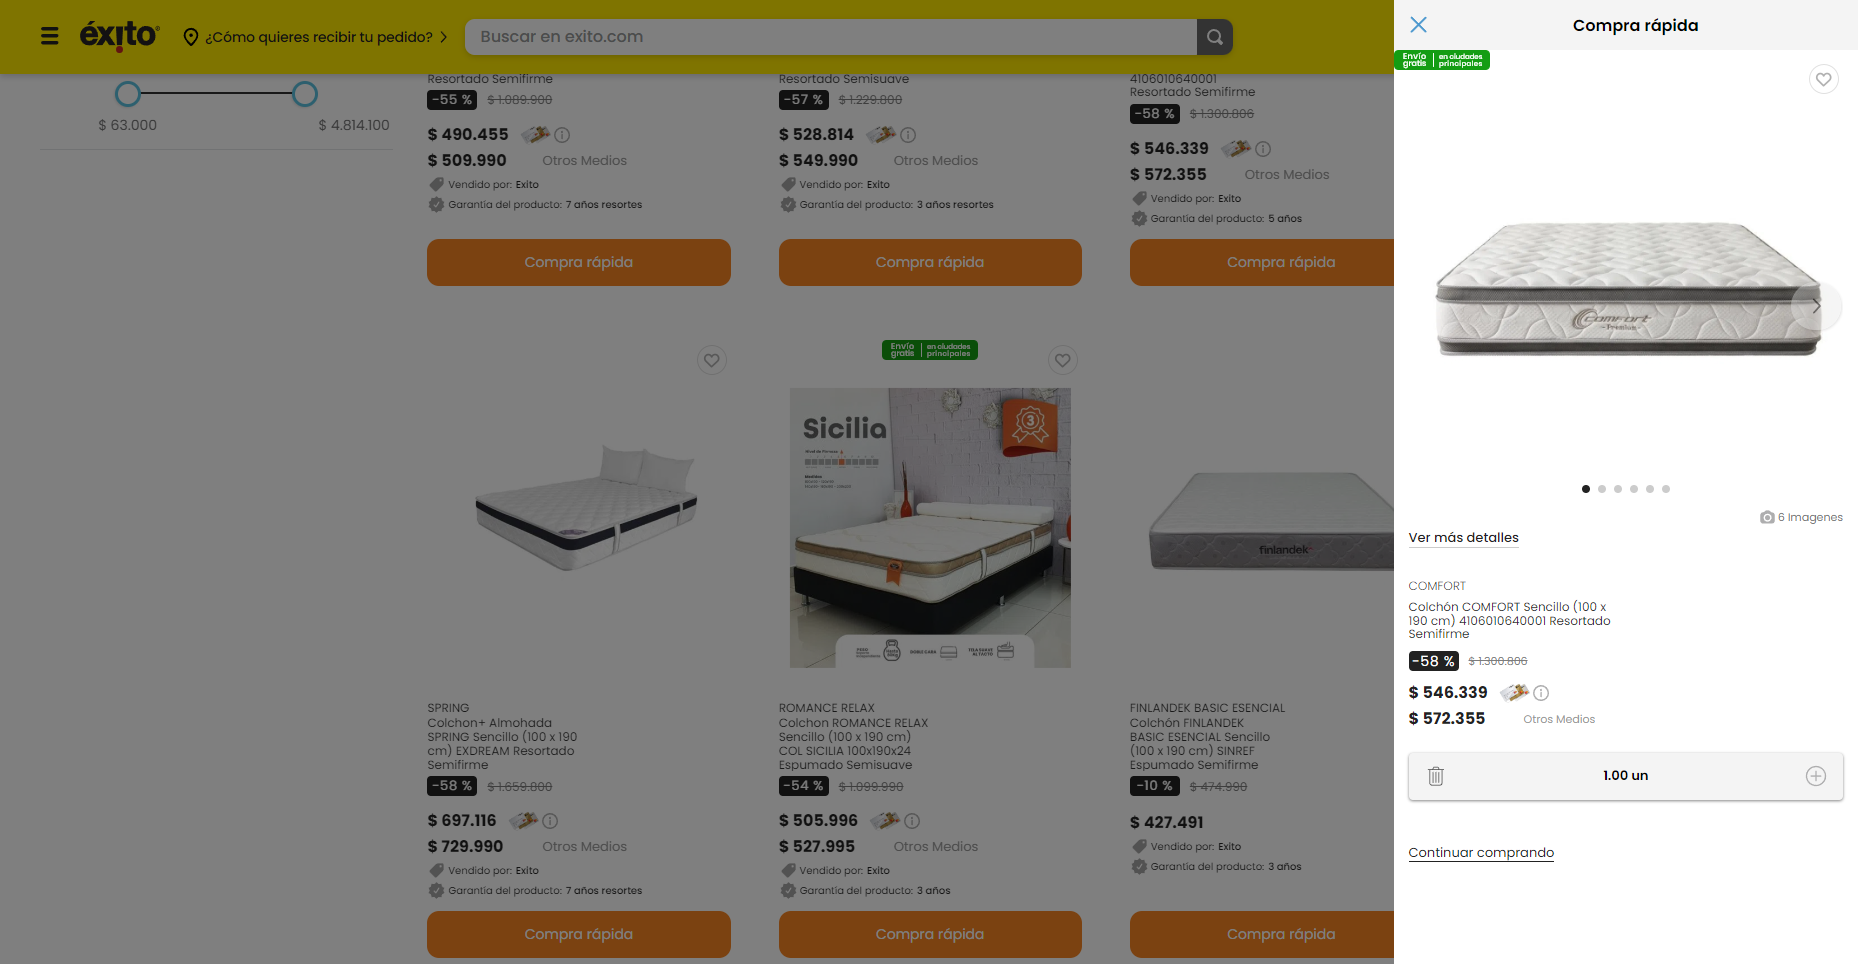 éxito
¿Cómo quieres recibir tu pedido?
Buscar en exito.com
$ 63.000
$ 4.814.100
Resortado Semifirme
-55 % $ 1.089.900
$ 490.455
$ 509.990 Otros Medios
Vendido por: Exito
Garantía del producto: 7 años resortes
Compra rápida
Resortado Semisuave
-57 % $ 1.229.800
$ 528.814
$ 549.990 Otros Medios
Vendido por: Exito
Garantía del producto: 3 años resortes
Compra rápida
4106010640001
Resortado Semifirme
-58 % $ 1.300.806
$ 546.339
$ 572.355 Otros Medios
Vendido por: Exito
Garantía del producto: 5 años
Compra rápida
SPRING
Colchon+ Almohada
SPRING Sencillo (100 x 190
cm) EXDREAM Resortado
Semifirme
-58 % $ 1.659.800
$ 697.116
$ 729.990 Otros Medios
Vendido por: Exito
Garantía del producto: 7 años resortes
Compra rápida
Envío gratis en ciudades principales
Sicilia
3
ROMANCE RELAX
Colchon ROMANCE RELAX
Sencillo (100 x 190 cm)
COL SICILIA 100x190x24
Espumado Semisuave
-54 % $ 1.099.990
$ 505.996
$ 527.995 Otros Medios
Vendido por: Exito
Garantía del producto: 3 años
Compra rápida
finlandek
FINLANDEK BASIC ESENCIAL
Colchón FINLANDEK
BASIC ESENCIAL Sencillo
(100 x 190 cm) SINREF
Espumado Semifirme
-10 % $ 474.990
$ 427.491
Vendido por: Exito
Garantía del producto: 3 años
Compra rápida
Compra rápida
Envío gratis en ciudades principales
comfort
Premium
6 Imagenes
Ver más detalles
COMFORT
Colchón COMFORT Sencillo (100 x
190 cm) 4106010640001 Resortado
Semifirme
-58 % $ 1.300.806
$ 546.339
$ 572.355 Otros Medios
1.00 un
Continuar comprando